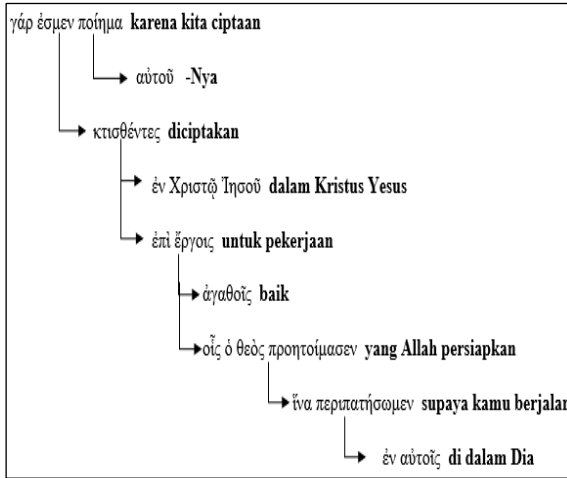 γάρ ἐσμεν ποίημα karena kita ciptaan
αὐτοῦ -Nya
κτισθέντες diciptakan
ἐν Χριστῷ Ἰησοῦ dalam Kristus Yesus
ἐπὶ ἔργοις untuk pekerjaan
ἀγαθοῖς baik
οἷς ὁ θεὸς προητοίμασεν yang Allah persiapkan
ἵνα περιπατήσωμεν supaya kamu berjalan
ἐν αὐτοῖς di dalam Dia